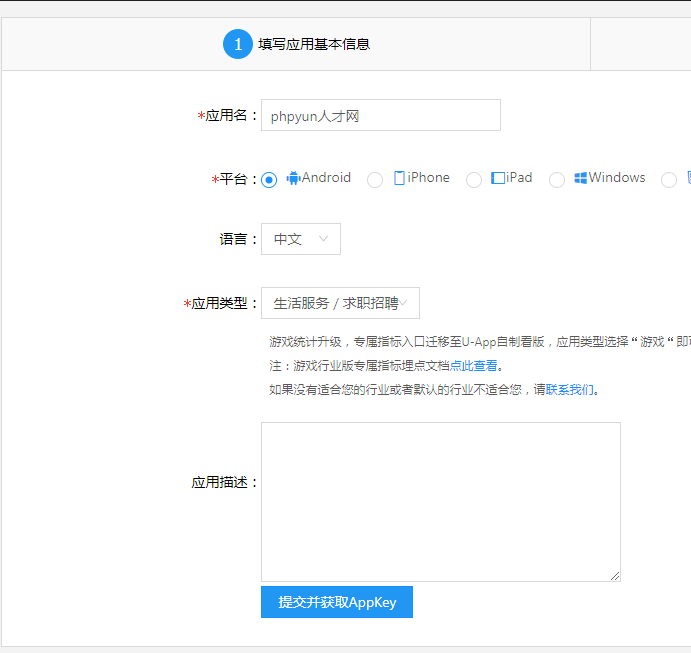 1 填写应用基本信息
*应用名：phpyun人才网
*平台：Android iPhone iPad Windows
语言：中文
*应用类型：生活服务 / 求职招聘
游戏统计升级，专属指标入口迁移至U-App自制看版，应用类型选择“游戏“即
注：游戏行业版专属指标埋点文档点此查看。
如果没有适合您的行业或者默认的行业不适合您，请联系我们。
应用描述：
提交并获取AppKey